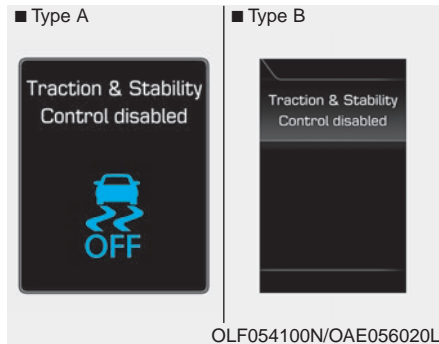 ■ Type A
Traction & Stability
Control disabled
OFF
■ Type B
Traction & Stability
Control disabled
OLF054100N/OAE056020L